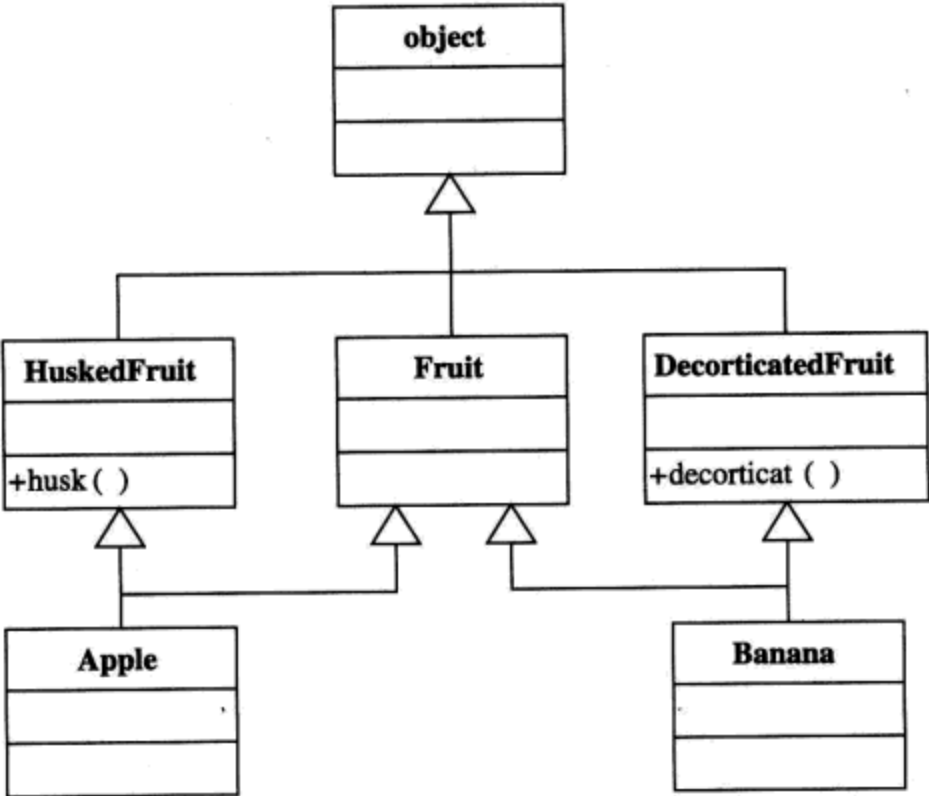 object
HuskedFruit
Fruit
DecorticatedFruit
+husk ( )
+decorticat ( )
Apple
Banana